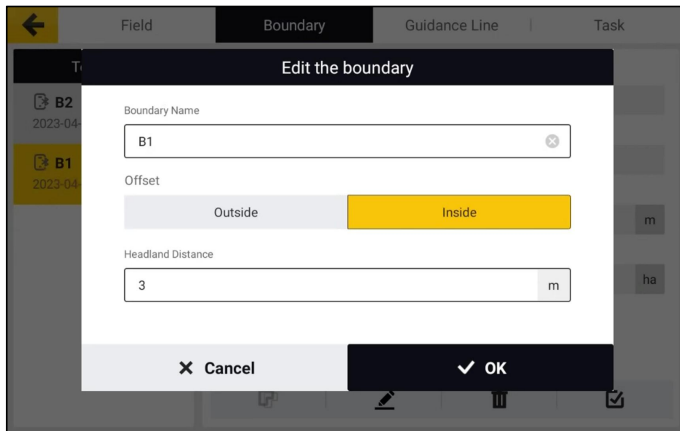 Field Boundary Guidance Line Task
Edit the boundary
B2
2023-04-
B1
2023-04-
Boundary Name
B1
Offset
Outside Inside
m
Headland Distance
3 m
ha
Cancel OK